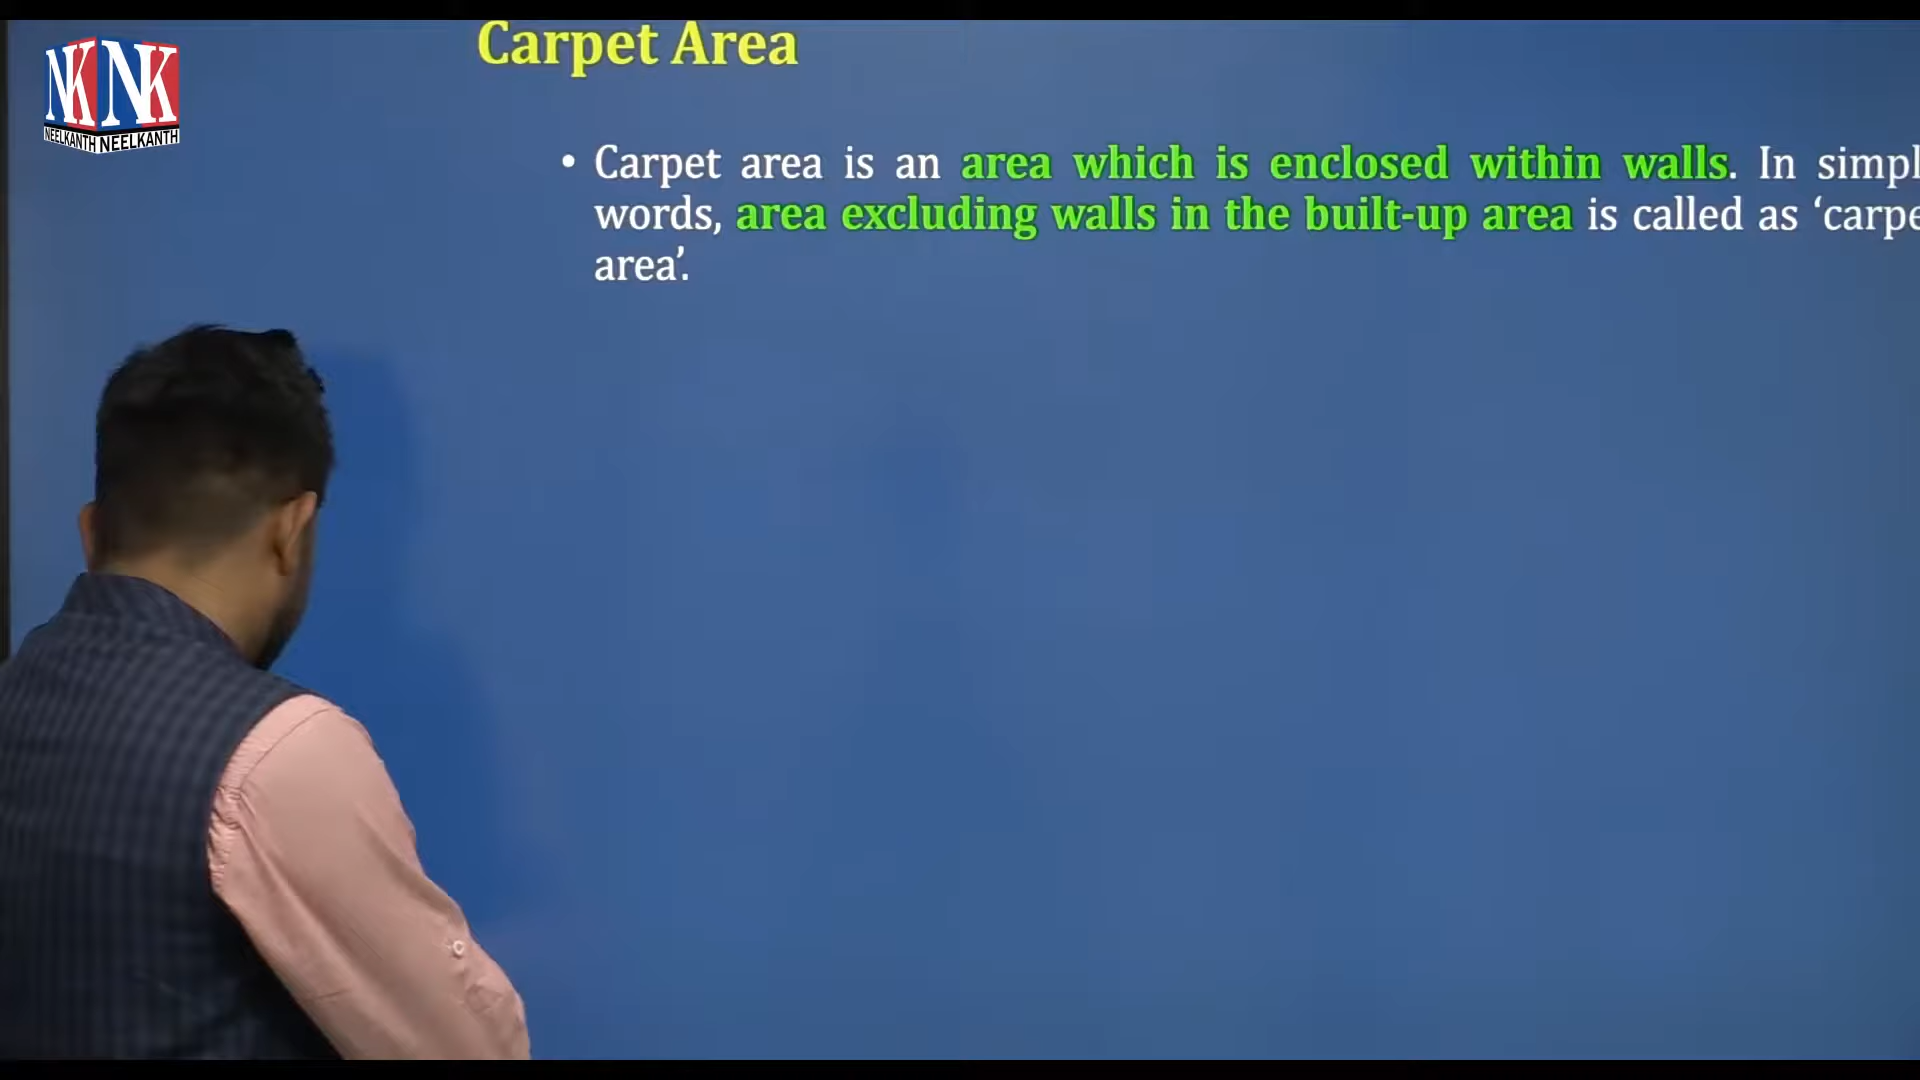 Carpet Area
NK NK
NEELKANTH NEELKANTH
• Carpet area is an area which is enclosed within walls. In simpl
words, area excluding walls in the built-up area is called as ‘carpe
area’.